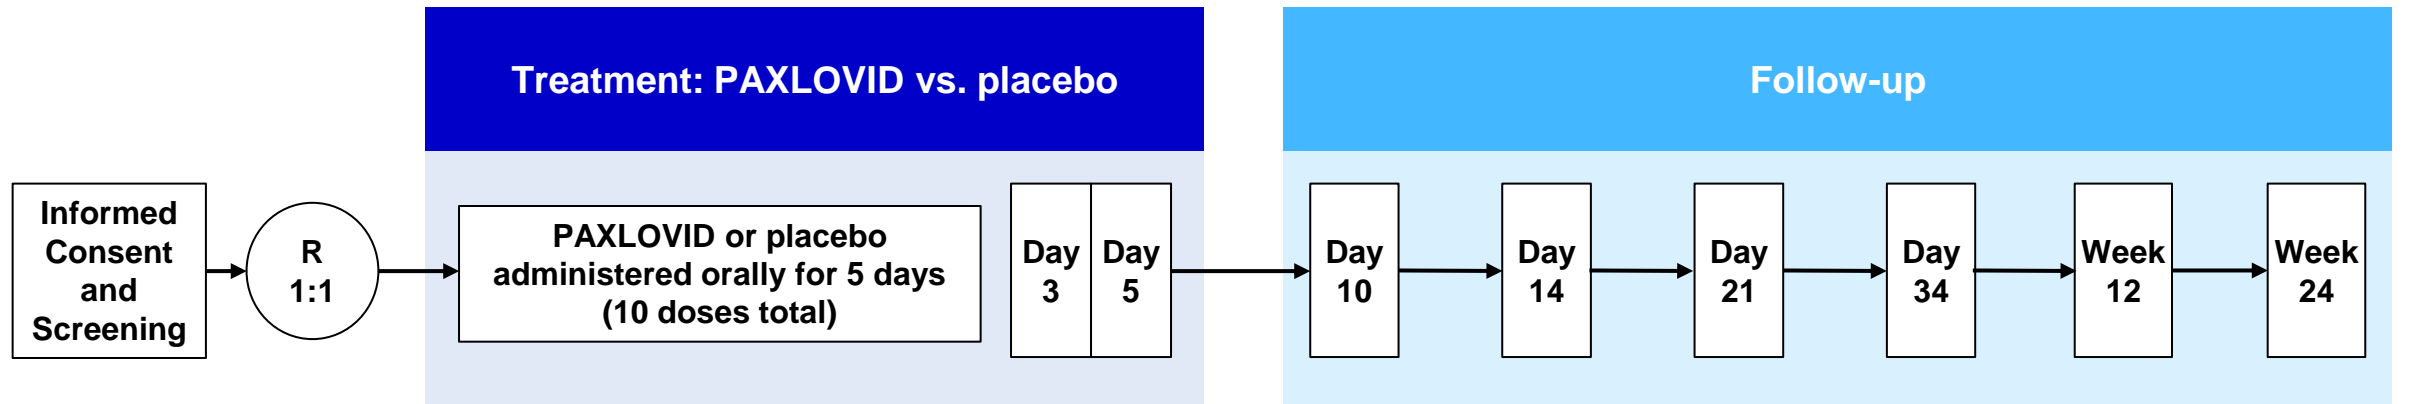 Treatment: PAXLOVID vs. placebo
Follow-up
Informed
Consent
and
Screening
R
1:1
PAXLOVID or placebo
administered orally for 5 days
(10 doses total)
Day
3
Day
5
Day
10
Day
14
Day
21
Day
34
Week
12
Week
24